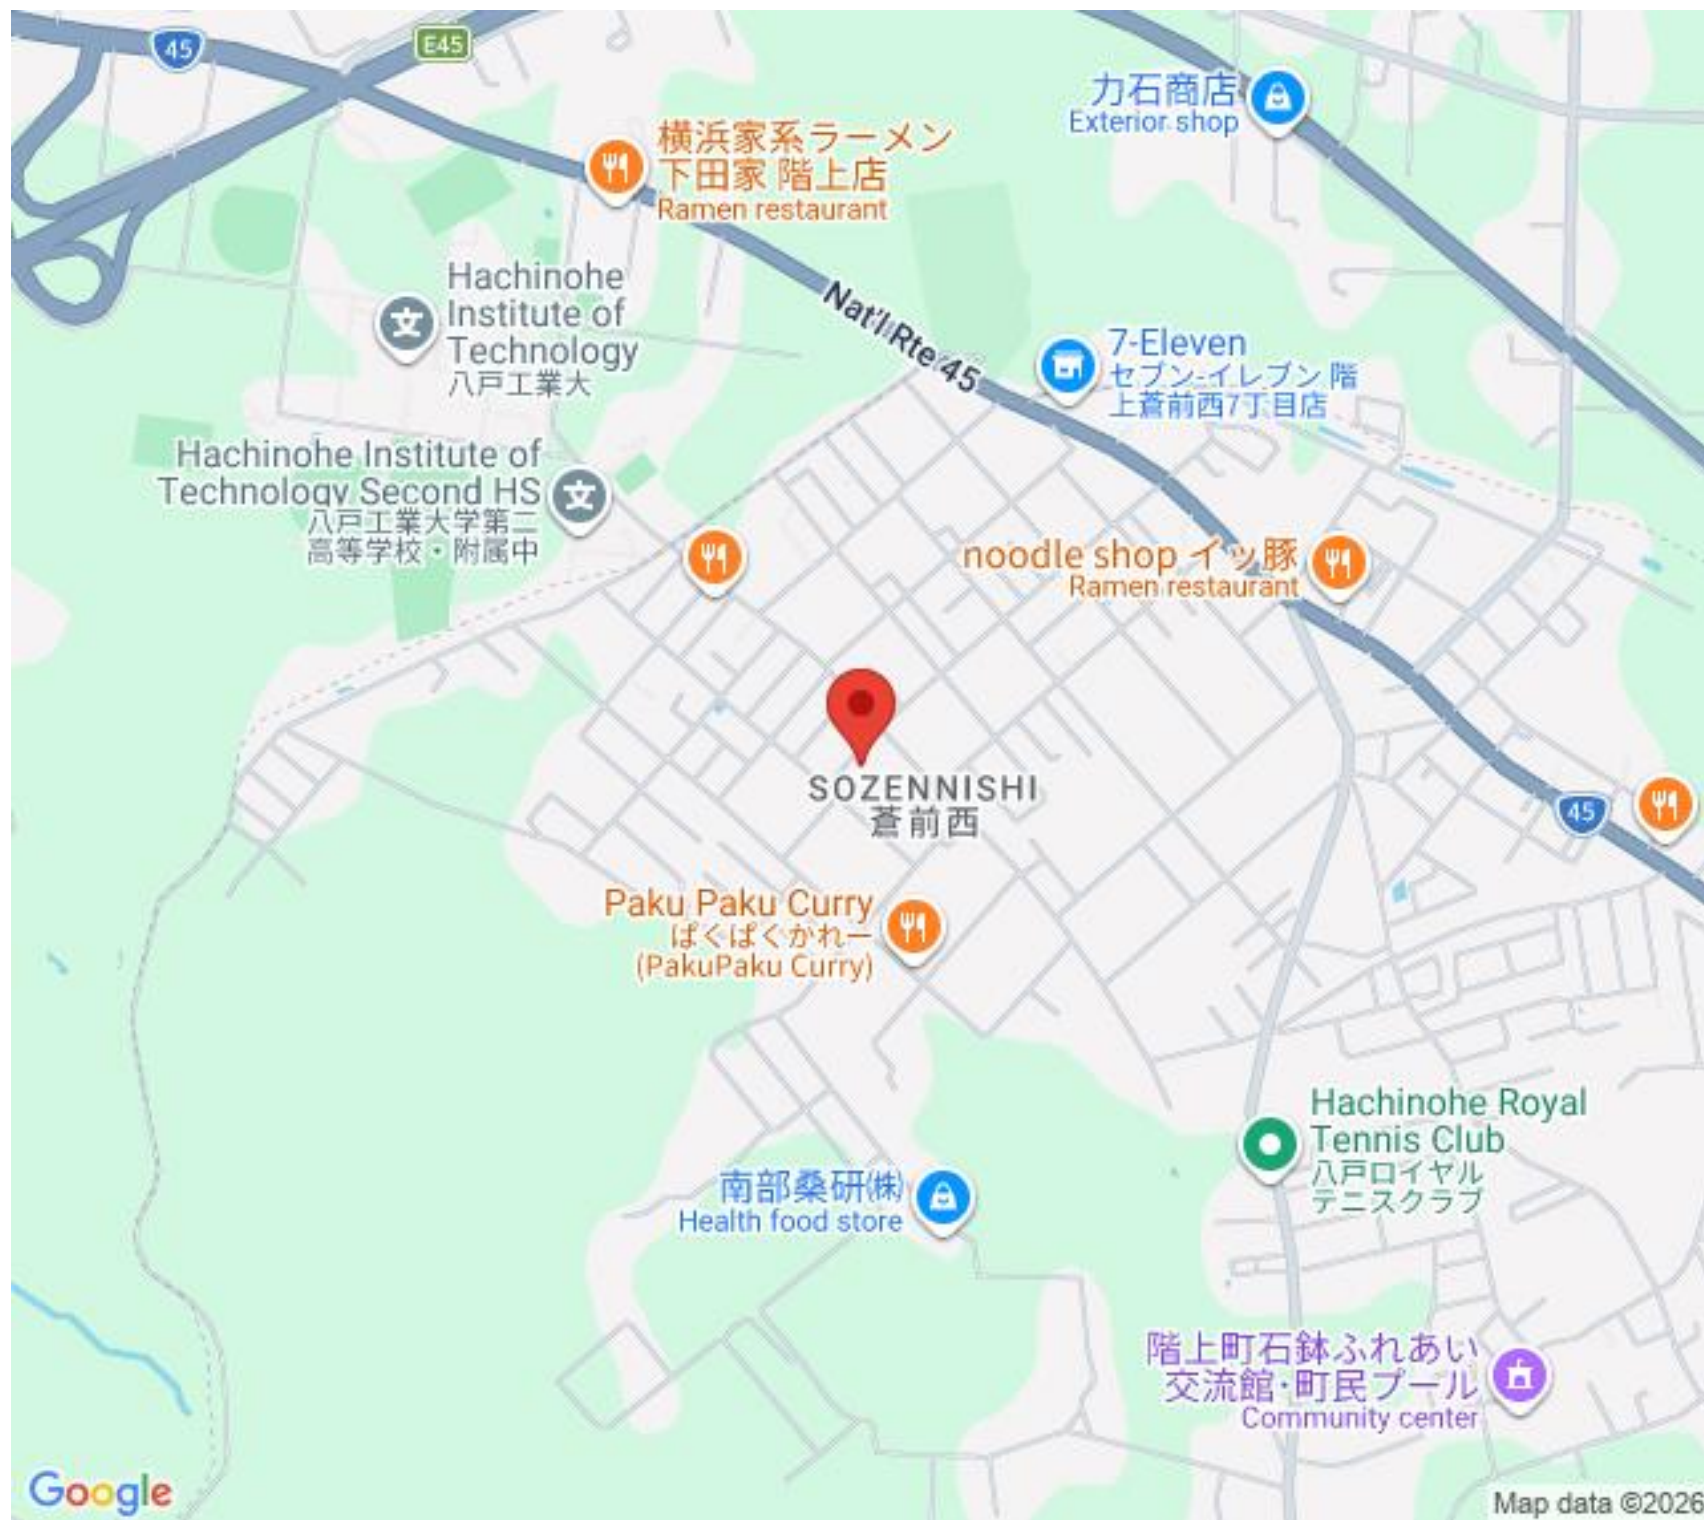 45
E45
力石商店
Exterior shop
横浜家系ラーメン
下田家 階上店
Ramen restaurant
Hachinohe
Institute of
Technology
八戸工業大
Nat'l Rte 45
7-Eleven
セブン-イレブン 階
上蒼前西7丁目店
Hachinohe Institute of
Technology Second HS
八戸工業大学第二
高等学校・附属中
noodle shop イッ豚
Ramen restaurant
SOZENNISHI
蒼前西
45
Paku Paku Curry
ぱくぱくかれー
(PakuPaku Curry)
Hachinohe Royal
Tennis Club
八戸ロイヤル
テニスクラブ
南部桑研㈱
Health food store
階上町石鉢ふれあい
交流館・町民プール
Community center
Google
Map data ©2026